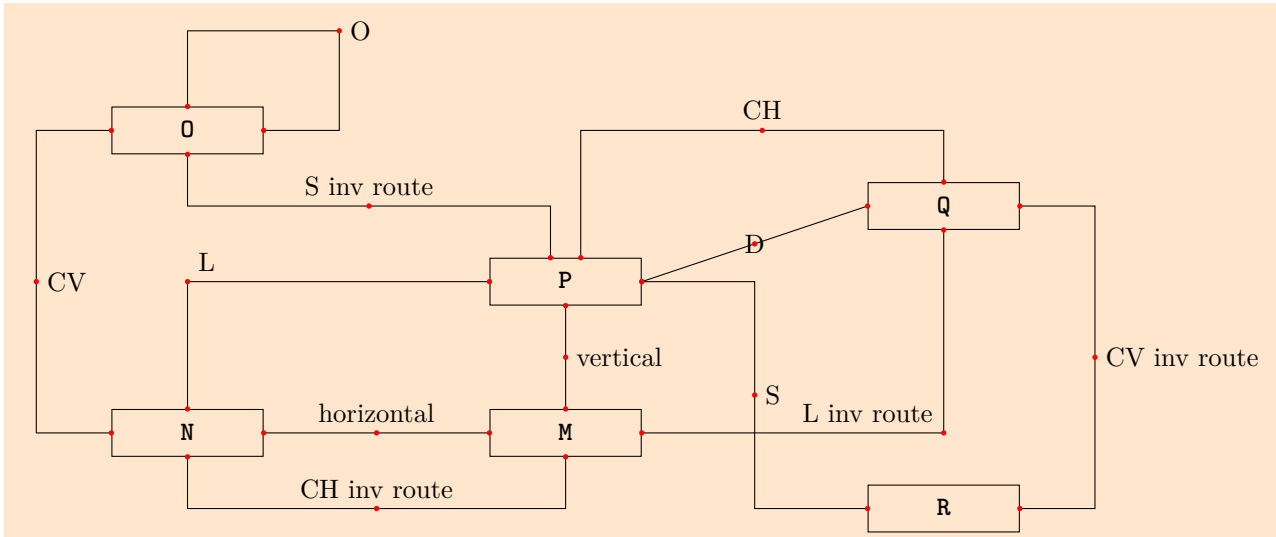 O
CH
O
S inv route
Q
D
L
P
CV
vertical
CV inv route
S
horizontal
L inv route
N
M
CH inv route
R